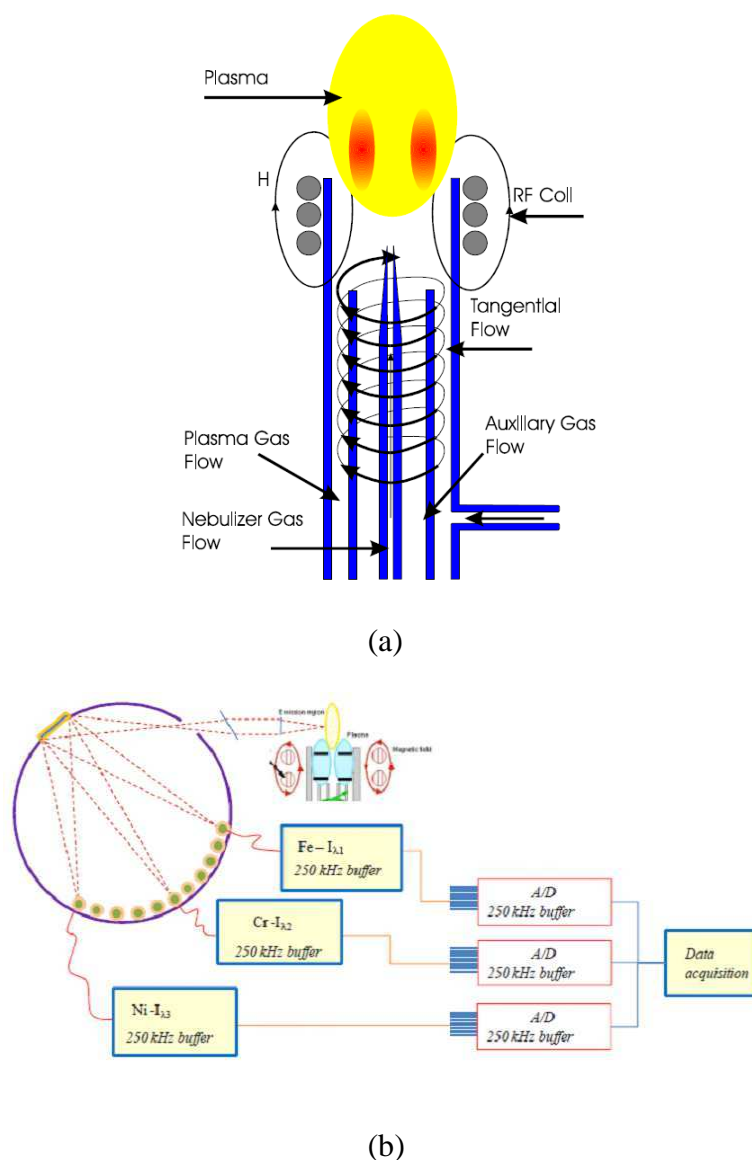 Plasma
H
RF Coil
Tangential
Flow
Plasma Gas
Flow
Auxiliary Gas
Flow
Nebulizer Gas
Flow
(a)
Emission region
Plasma
Magnetic field
Fe – Iλ1
250 kHz buffer
A/D
250 kHz buffer
Cr-Iλ2
250 kHz buffer
A/D
250 kHz buffer
Data
acquisition
Ni-Iλ3
250 kHz buffer
A/D
250 kHz buffer
(b)